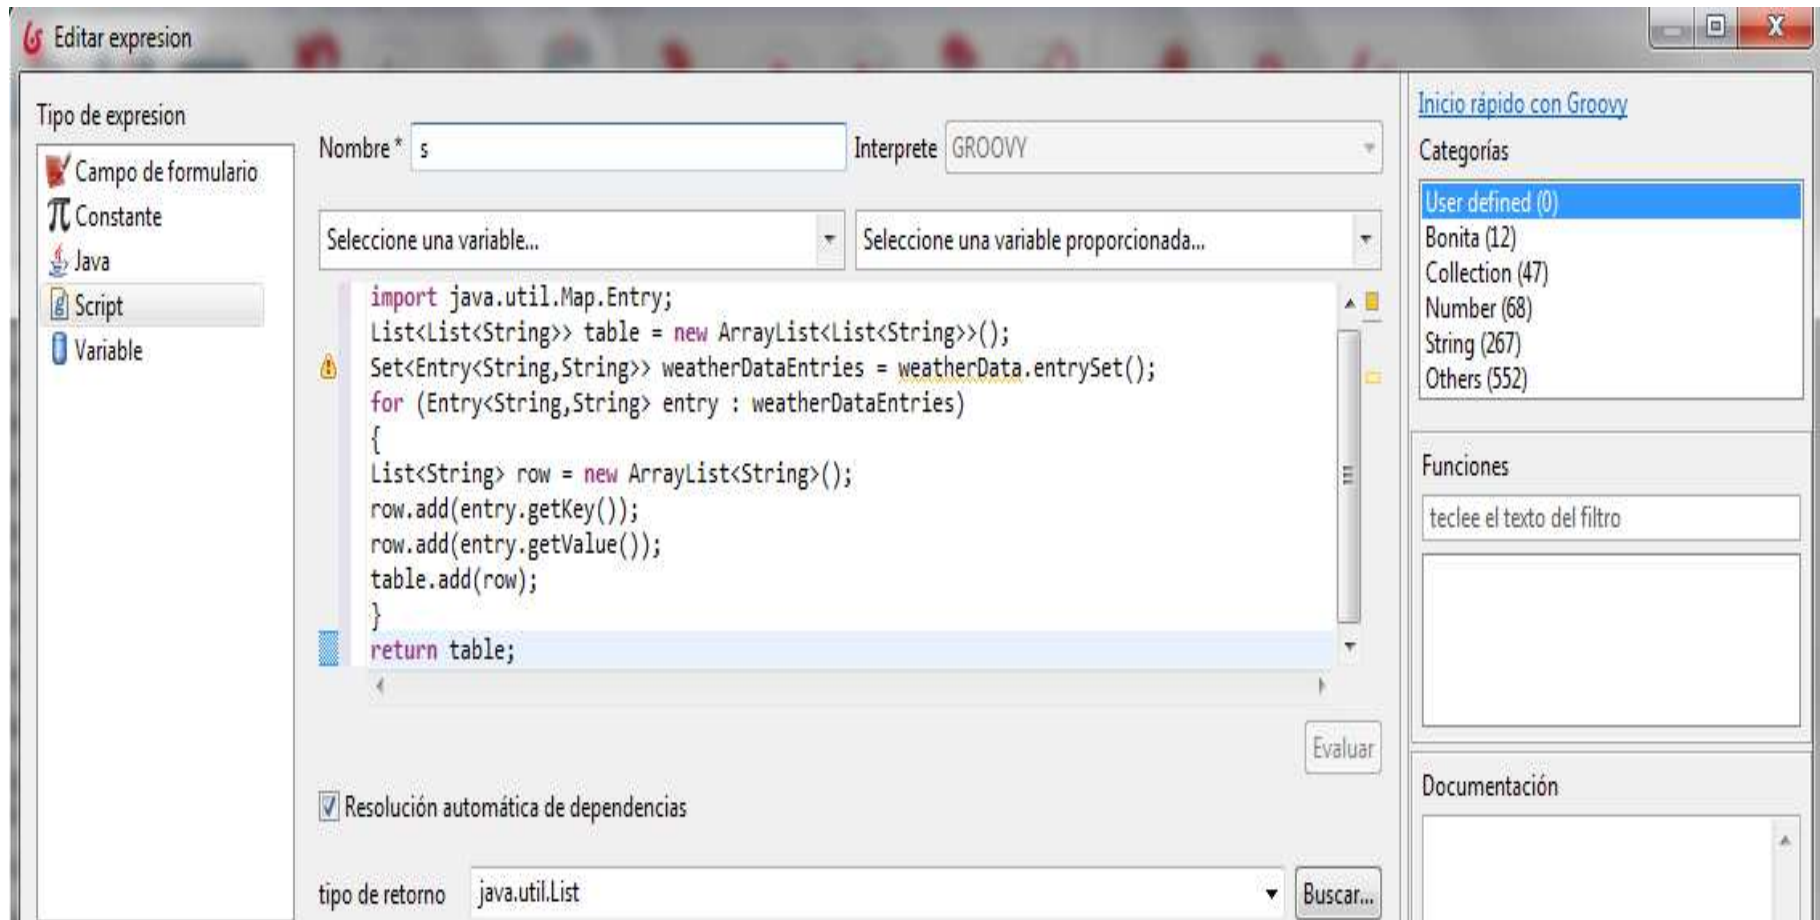 Editar expresion
Tipo de expresion
Campo de formulario
Constante
Java
Script
Variable
Nombre * s
Interprete GROOVY
Seleccione una variable...
Seleccione una variable proporcionada...
import java.util.Map.Entry;
List<List<String>> table = new ArrayList<List<String>>();
Set<Entry<String,String>> weatherDataEntries = weatherData.entrySet();
for (Entry<String,String> entry : weatherDataEntries)
{
List<String> row = new ArrayList<String>();
row.add(entry.getKey());
row.add(entry.getValue());
table.add(row);
}
return table;
Evaluar
Resolución automática de dependencias
tipo de retorno java.util.List
Buscar...
Inicio rápido con Groovy
Categorías
User defined (0)
Bonita (12)
Collection (47)
Number (68)
String (267)
Others (552)
Funciones
teclee el texto del filtro
Documentación